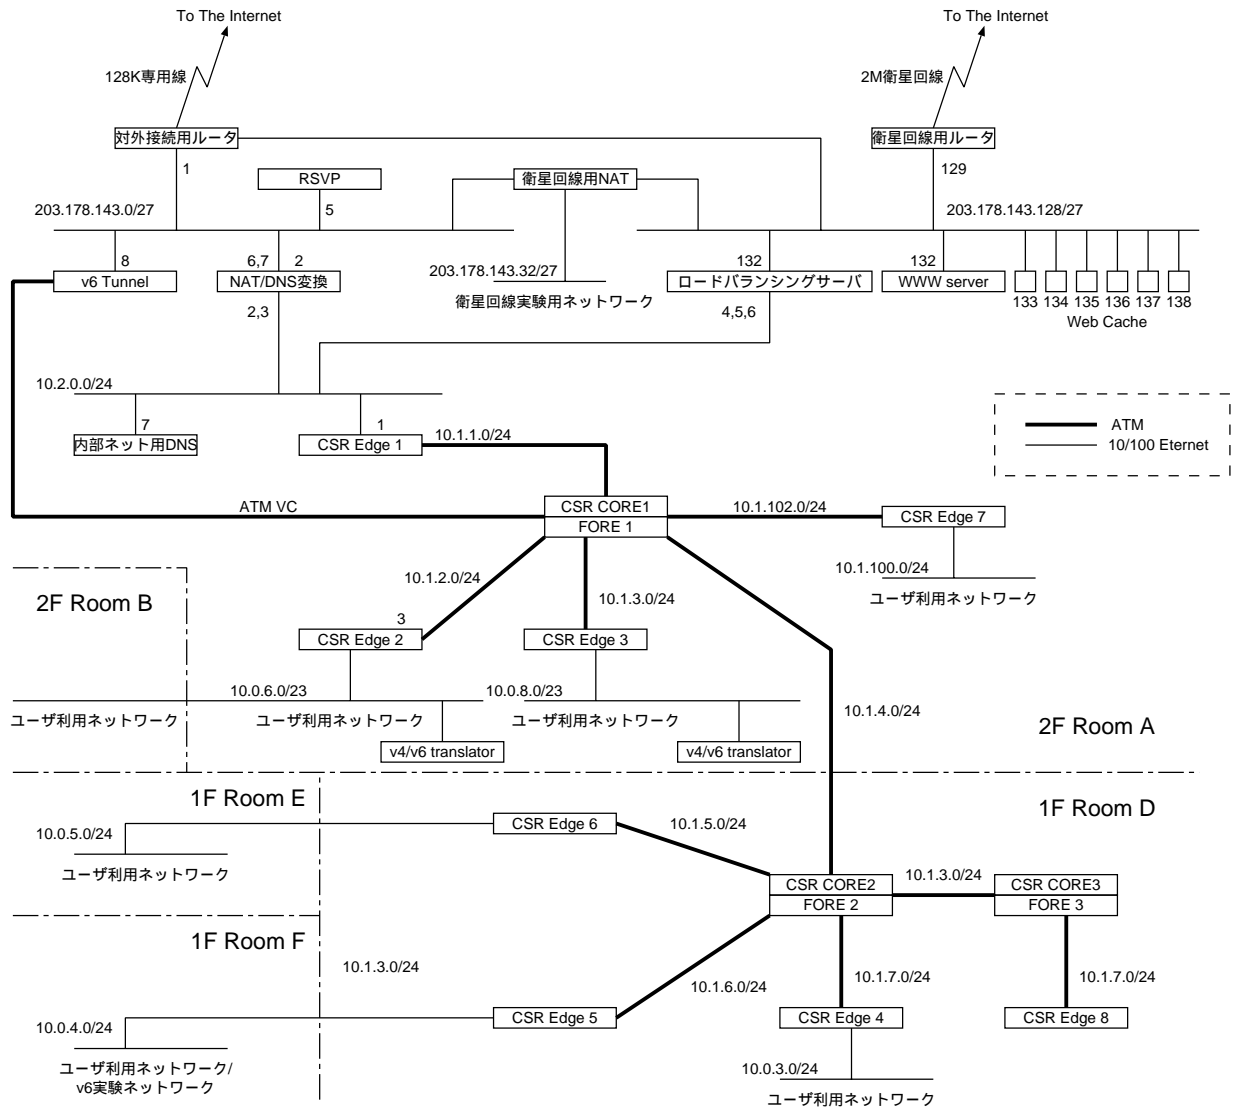 To The Internet
To The Internet
128K専用線
2M衛星回線
対外接続用ルータ
衛星回線用ルータ
1
129
RSVP
衛星回線用NAT
5
203.178.143.0/27
203.178.143.128/27
8
6,7
2
203.178.143.32/27
132
132
v6 Tunnel
NAT/DNS変換
ロードバランシングサーバ
WWW server
衛星回線実験用ネットワーク
133
134
135
136
137
138
2,3
4,5,6
Web Cache
10.2.0.0/24
7
1
内部ネット用DNS
CSR Edge 1
10.1.1.0/24
ATM
10/100 Eternet
ATM VC
CSR CORE1
FORE 1
10.1.102.0/24
CSR Edge 7
10.1.2.0/24
10.1.3.0/24
10.1.100.0/24
ユーザ利用ネットワーク
2F Room B
3
CSR Edge 2
CSR Edge 3
10.0.6.0/23
10.0.8.0/23
10.1.4.0/24
ユーザ利用ネットワーク
ユーザ利用ネットワーク
ユーザ利用ネットワーク
2F Room A
v4/v6 translator
v4/v6 translator
1F Room E
1F Room D
10.0.5.0/24
CSR Edge 6
10.1.5.0/24
ユーザ利用ネットワーク
10.1.3.0/24
CSR CORE2
FORE 2
CSR CORE3
FORE 3
1F Room F
10.1.3.0/24
10.1.6.0/24
10.1.7.0/24
10.1.7.0/24
10.0.4.0/24
CSR Edge 5
CSR Edge 4
CSR Edge 8
ユーザ利用ネットワーク/
v6実験ネットワーク
10.0.3.0/24
ユーザ利用ネットワーク